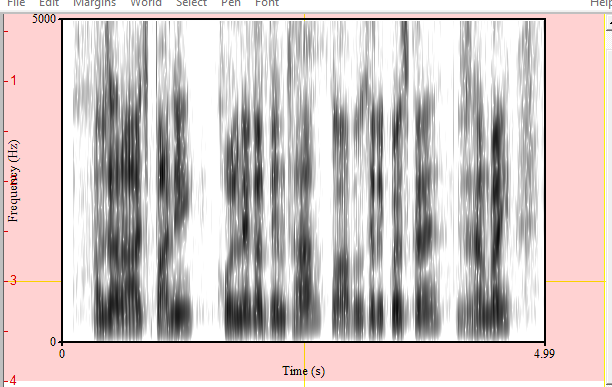 File Edit Margins World Select Pen Font Help
5000
1
Frequency (Hz)
3
0
0 4.99
Time (s)
4